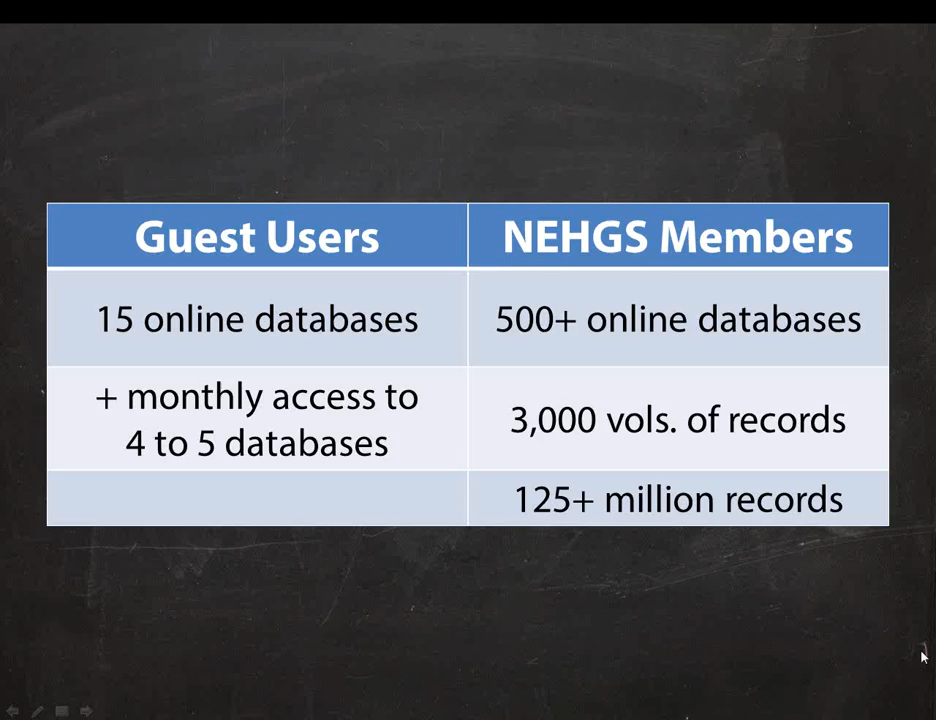 Guest Users
NEHGS Members
15 online databases
500+ online databases
+ monthly access to
4 to 5 databases
3,000 vols. of records
125+ million records